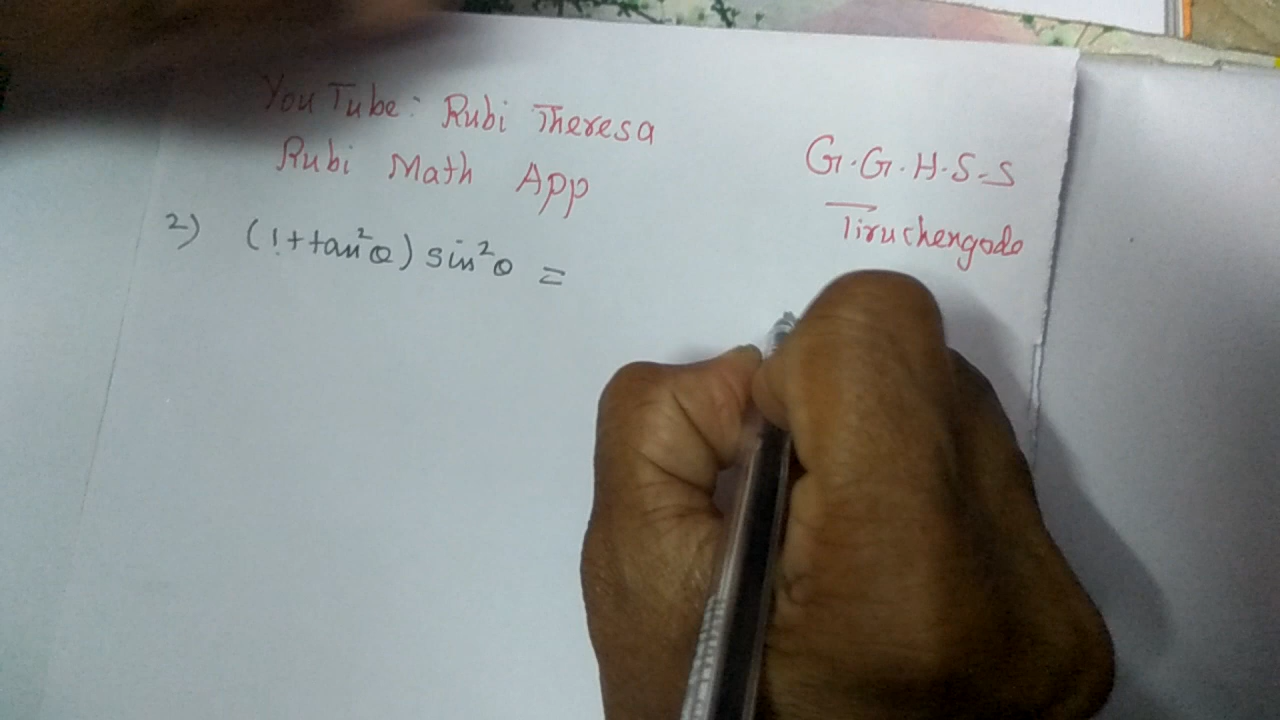 YouTube: Rubi Theresa
Rubi Math App
G.G.H.S.S
Tiruchengode
2) (1+tan²θ) sin²θ =